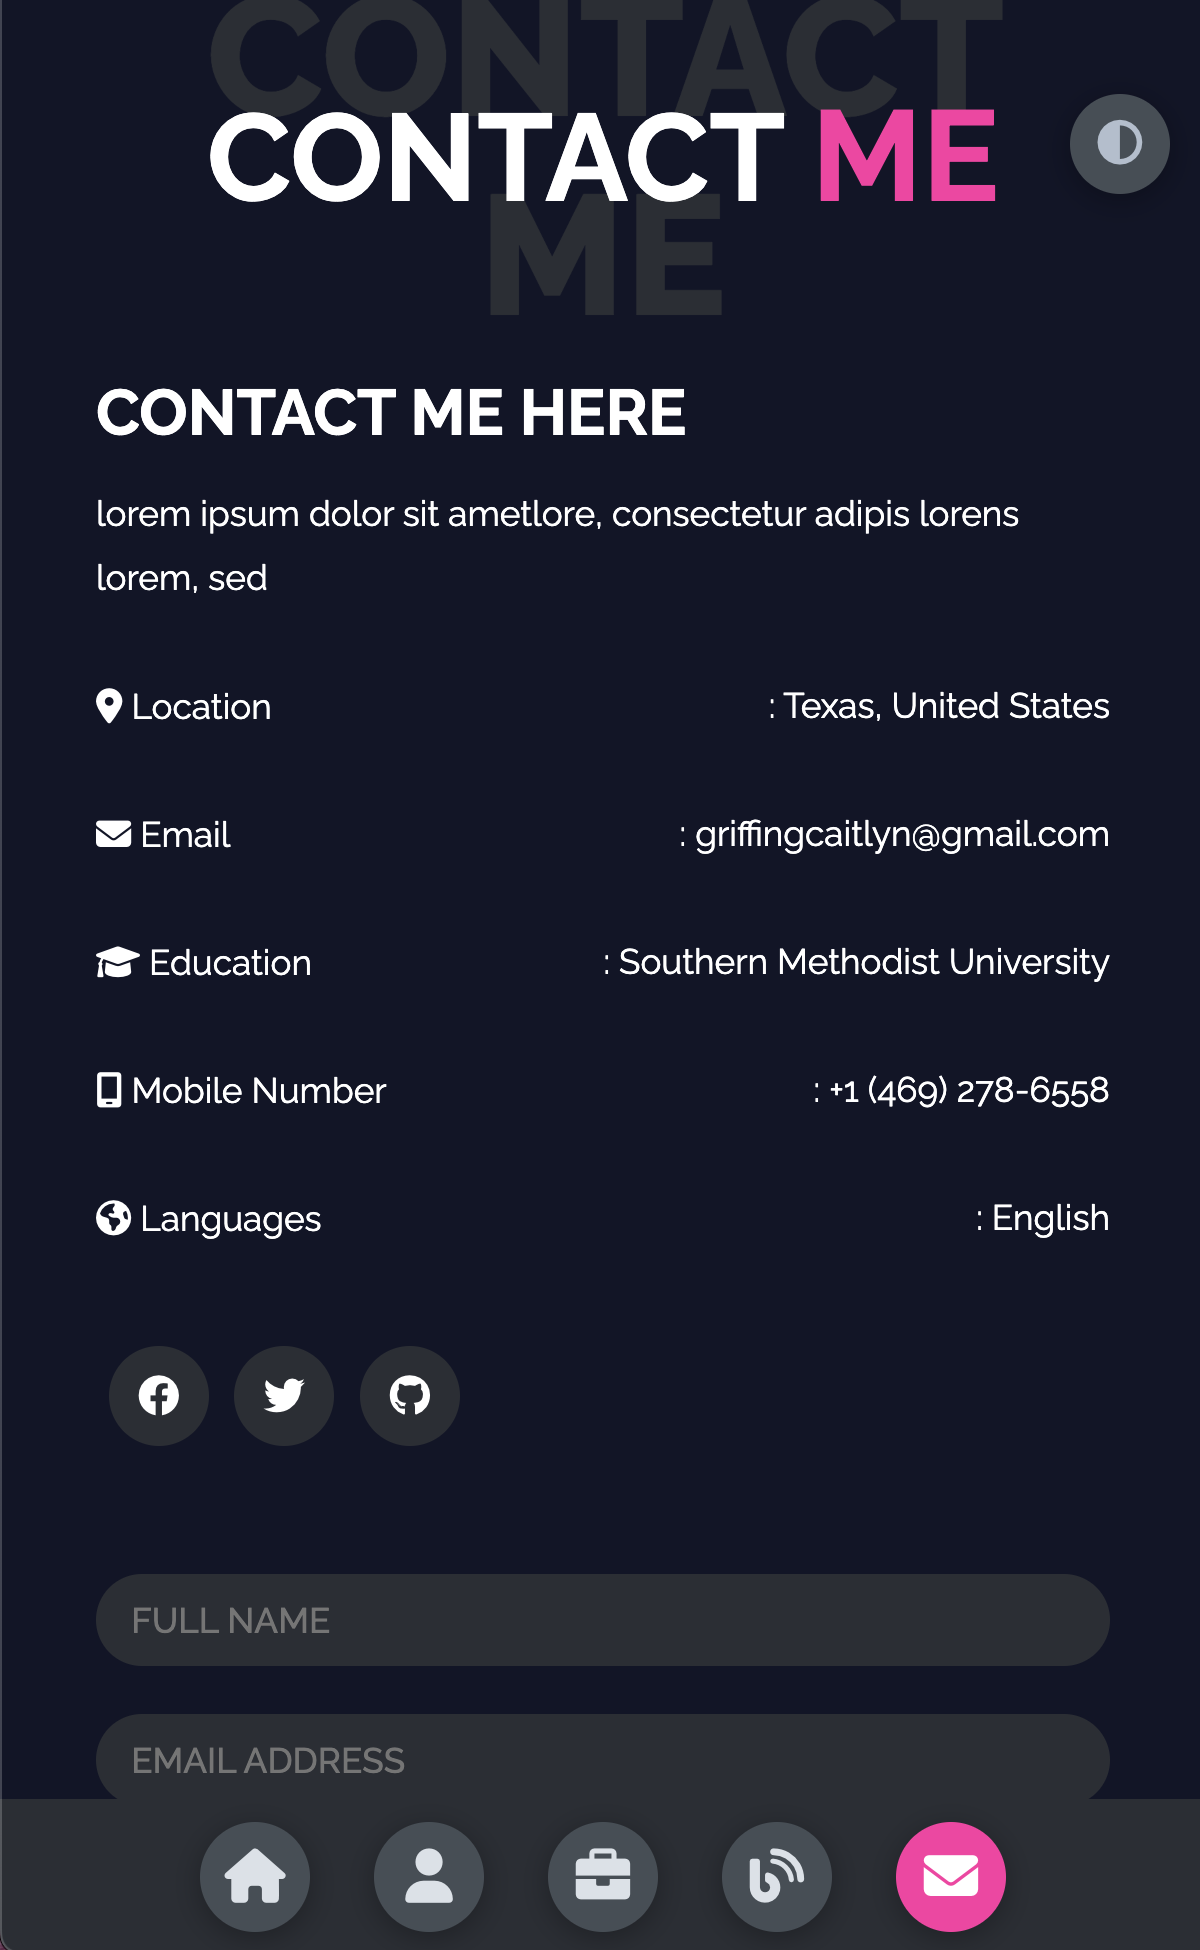 CONTACT
CONTACT ME
ME
CONTACT ME HERE
lorem ipsum dolor sit ametlore, consectetur adipis lorens
lorem, sed
Location : Texas, United States
Email : griffingcaitlyn@gmail.com
Education : Southern Methodist University
Mobile Number : +1 (469) 278-6558
Languages : English
FULL NAME
EMAIL ADDRESS